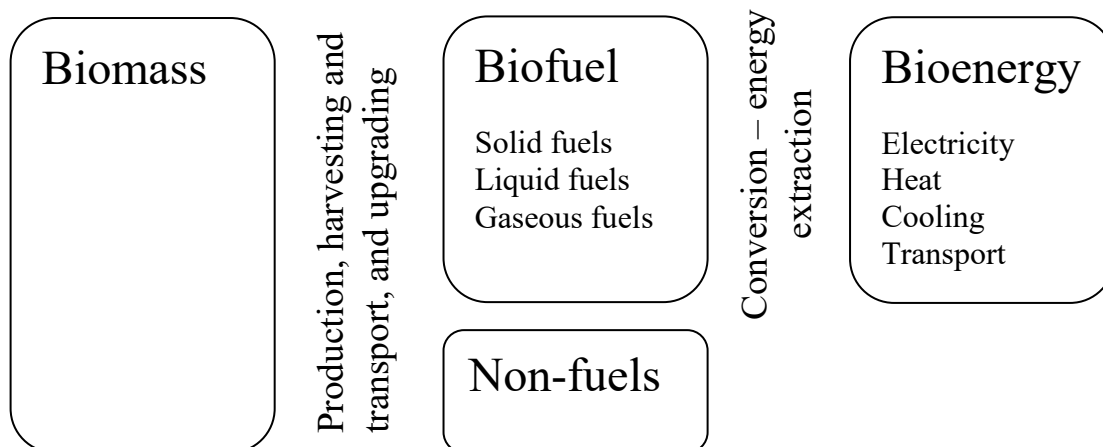 Biomass
Production, harvesting and
transport, and upgrading
Biofuel
Solid fuels
Liquid fuels
Gaseous fuels
Non-fuels
Conversion – energy
extraction
Bioenergy
Electricity
Heat
Cooling
Transport